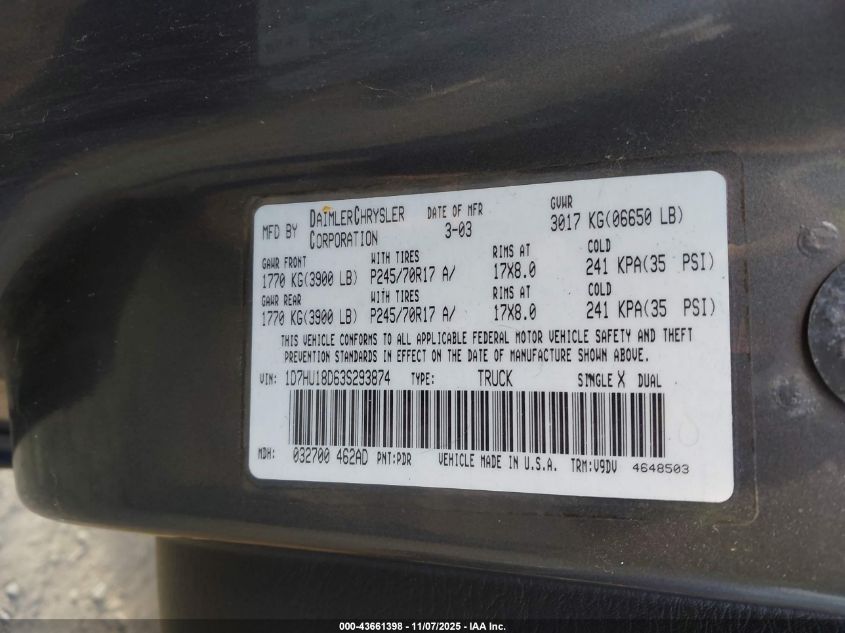 MFD BY DAIMLERCHRYSLER CORPORATION DATE OF MFR 3-03 GVWR 3017 KG(06650 LB)
GAWR FRONT WITH TIRES RIMS AT COLD
1770 KG(3900 LB) P245/70R17 A/ 17X8.0 241 KPA(35 PSI)
GAWR REAR WITH TIRES RIMS AT COLD
1770 KG(3900 LB) P245/70R17 A/ 17X8.0 241 KPA(35 PSI)
THIS VEHICLE CONFORMS TO ALL APPLICABLE FEDERAL MOTOR VEHICLE SAFETY AND THEFT
PREVENTION STANDARDS IN EFFECT ON THE DATE OF MANUFACTURE SHOWN ABOVE.
VIN: 1D7HU18D63S293874 TYPE: TRUCK SINGLE X DUAL
MDH: 032700 462AD PNT:PDR VEHICLE MADE IN U.S.A. TRM:V9DV 4648503
000-43661398 - 11/07/2025 - IAA Inc.